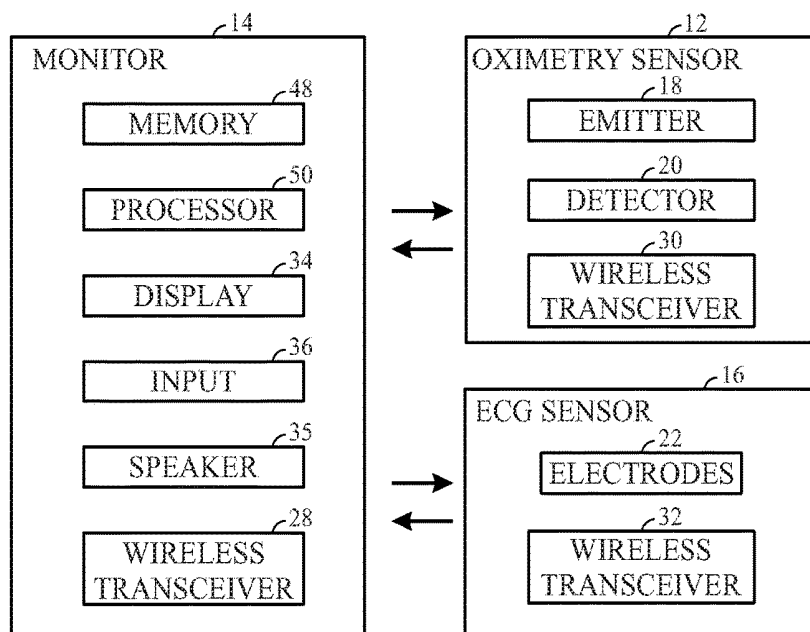 14
MONITOR
48
MEMORY
50
PROCESSOR
34
DISPLAY
36
INPUT
35
SPEAKER
28
WIRELESS
TRANSCEIVER
12
OXIMETRY SENSOR
18
EMITTER
20
DETECTOR
30
WIRELESS
TRANSCEIVER
16
ECG SENSOR
22
ELECTRODES
32
WIRELESS
TRANSCEIVER